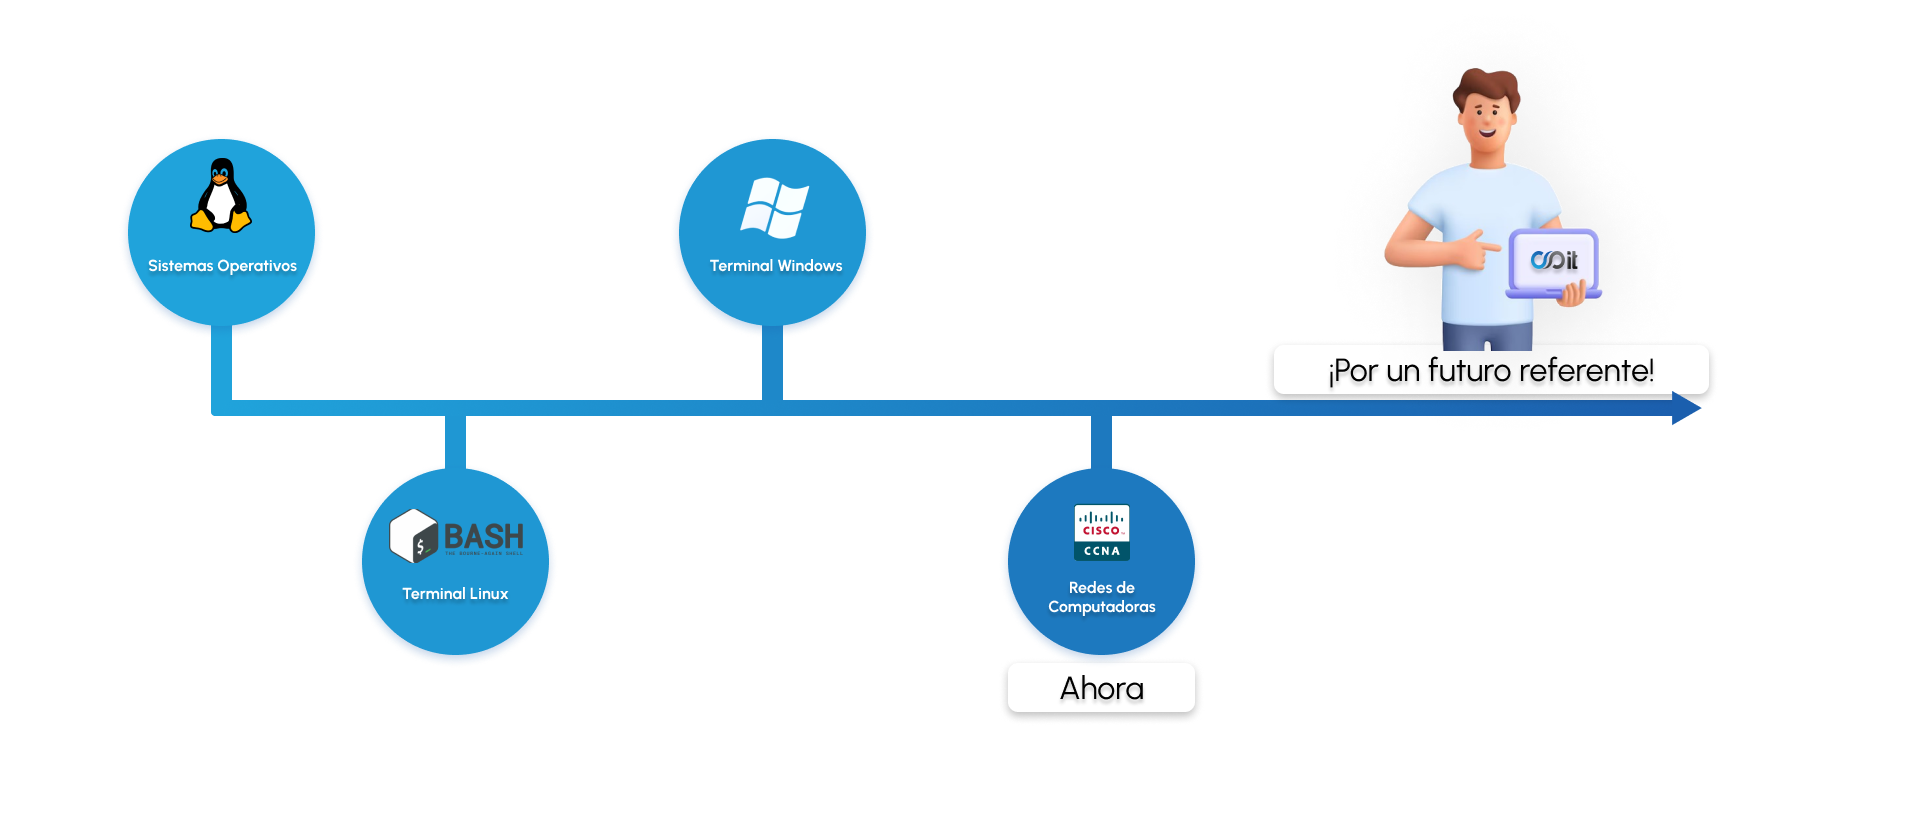 Sistemas Operativos
Terminal Windows
it
¡Por un futuro referente!
$
BASH
THE BOURNE-AGAIN SHELL
Terminal Linux
CISCO
CCNA
Redes de
Computadoras
Ahora